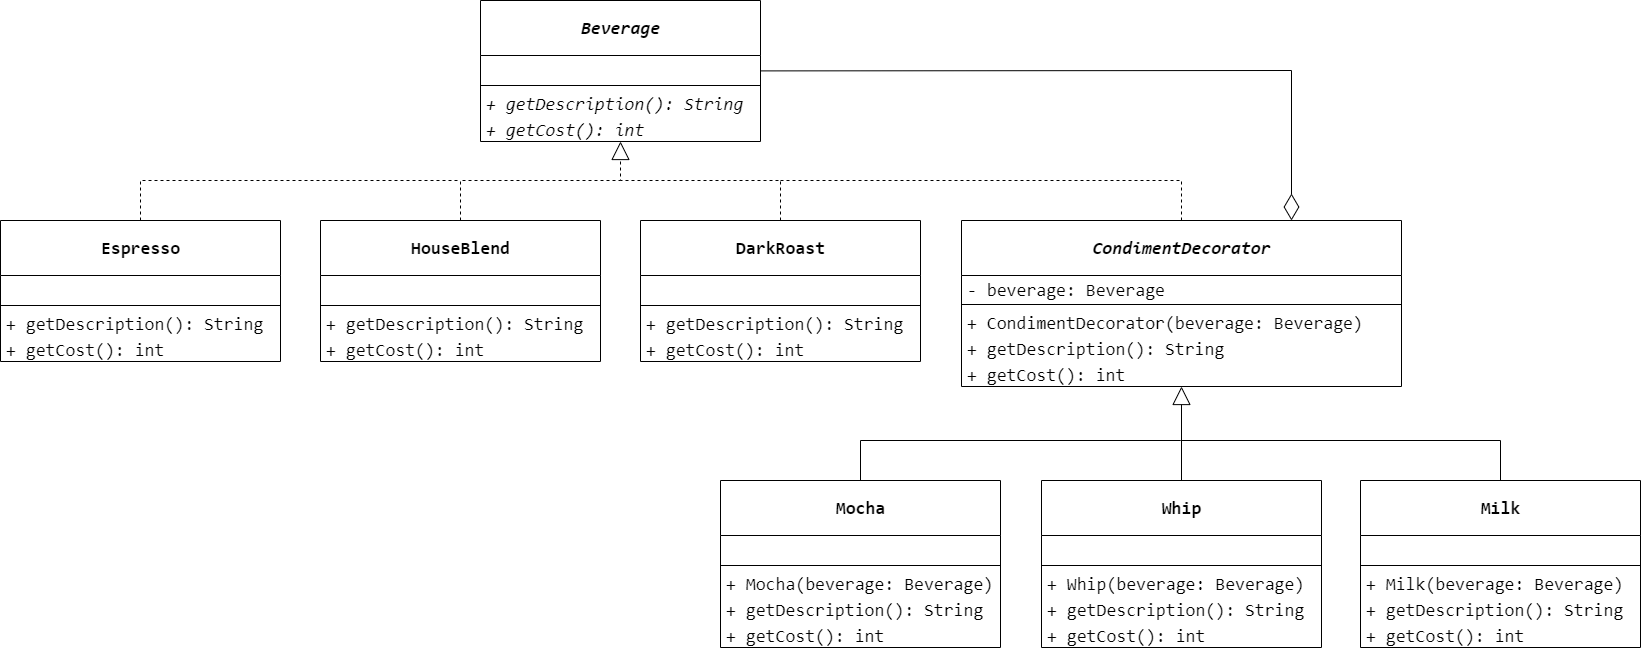 Beverage
+ getDescription(): String
+ getCost(): int
Espresso
+ getDescription(): String
+ getCost(): int
HouseBlend
+ getDescription(): String
+ getCost(): int
DarkRoast
+ getDescription(): String
+ getCost(): int
CondimentDecorator
- beverage: Beverage
+ CondimentDecorator(beverage: Beverage)
+ getDescription(): String
+ getCost(): int
Mocha
+ Mocha(beverage: Beverage)
+ getDescription(): String
+ getCost(): int
Whip
+ Whip(beverage: Beverage)
+ getDescription(): String
+ getCost(): int
Milk
+ Milk(beverage: Beverage)
+ getDescription(): String
+ getCost(): int